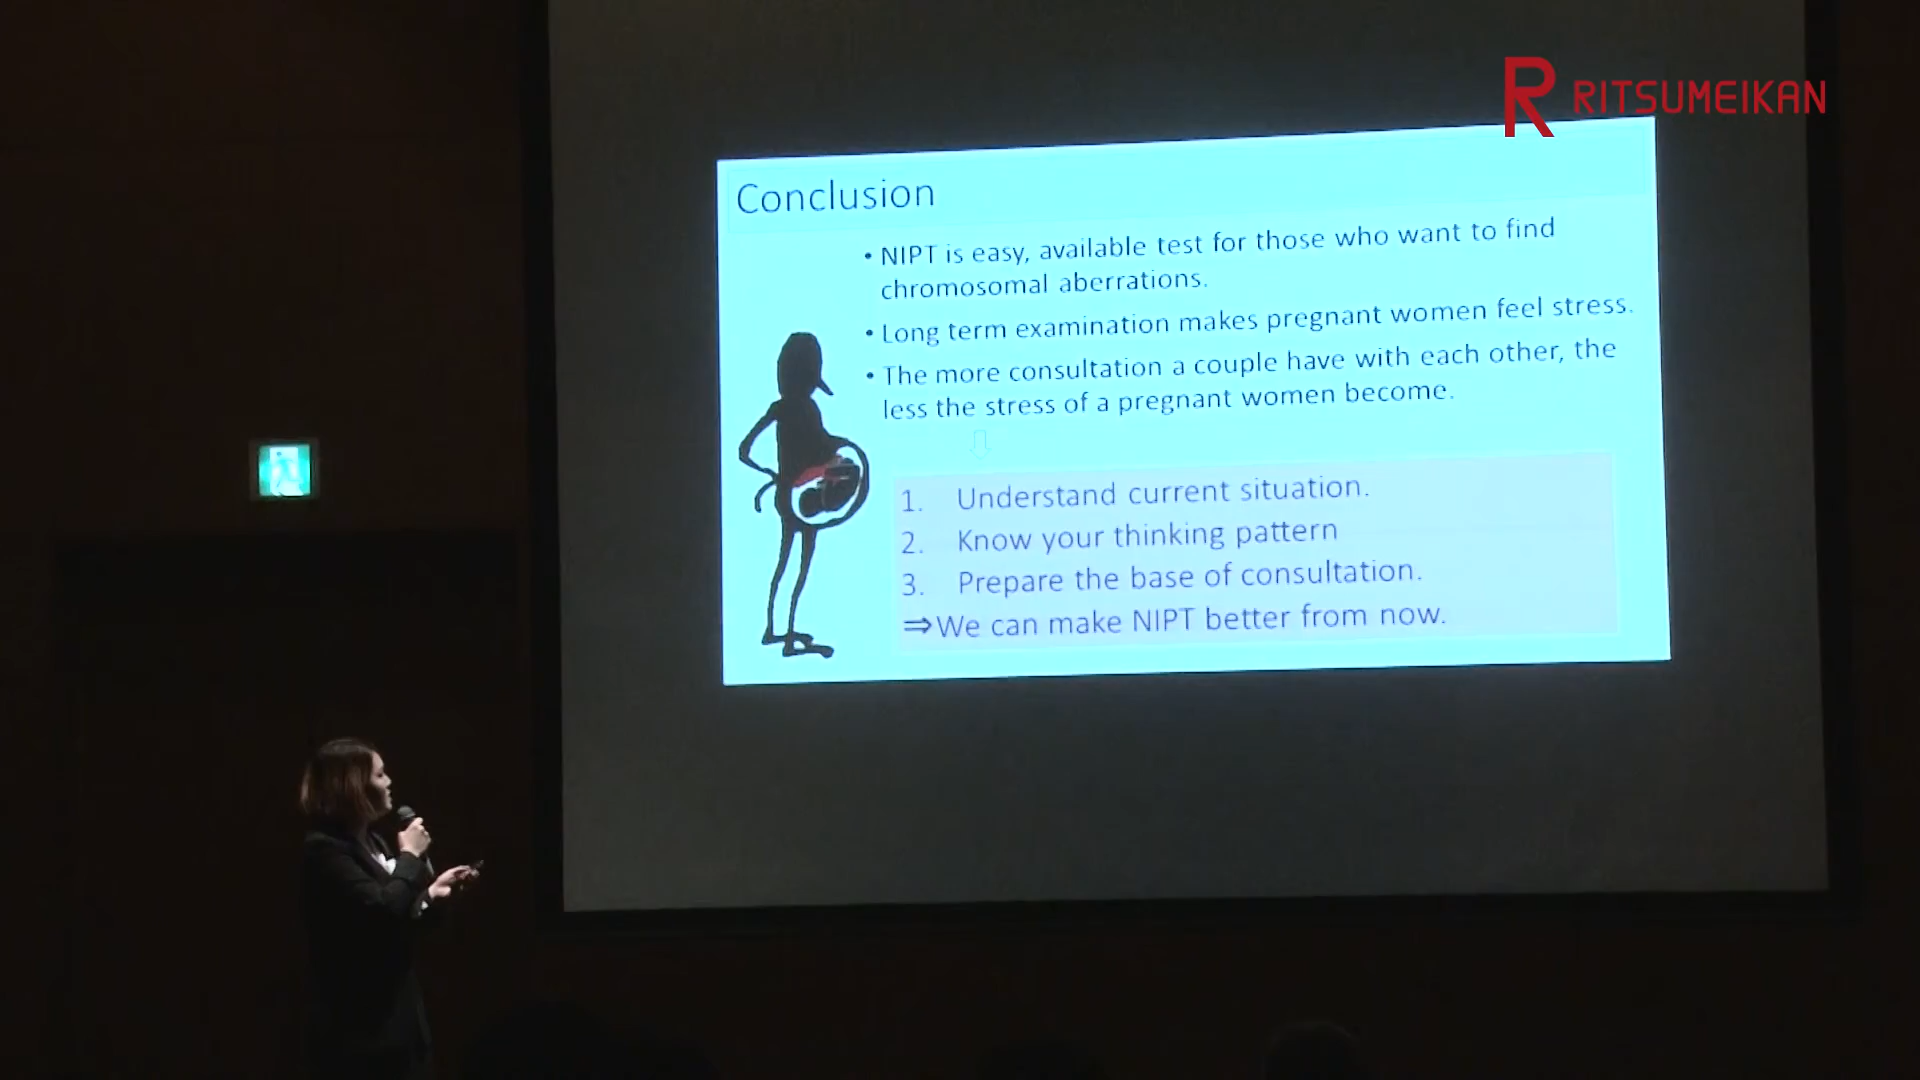 R RITSUMEIKAN
Conclusion
• NIPT is easy, available test for those who want to find
chromosomal aberrations.
• Long term examination makes pregnant women feel stress.
• The more consultation a couple have with each other, the
less the stress of a pregnant women become.
1. Understand current situation.
2. Know your thinking pattern
3. Prepare the base of consultation.
⇒We can make NIPT better from now.